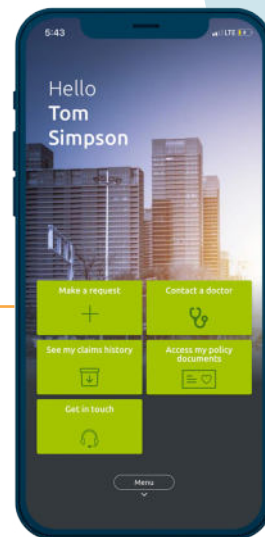 5:43
LTE
Hello
Tom
Simpson
Make a request
Contact a doctor
See my claims history
Access my policy
documents
Get in touch
Menu